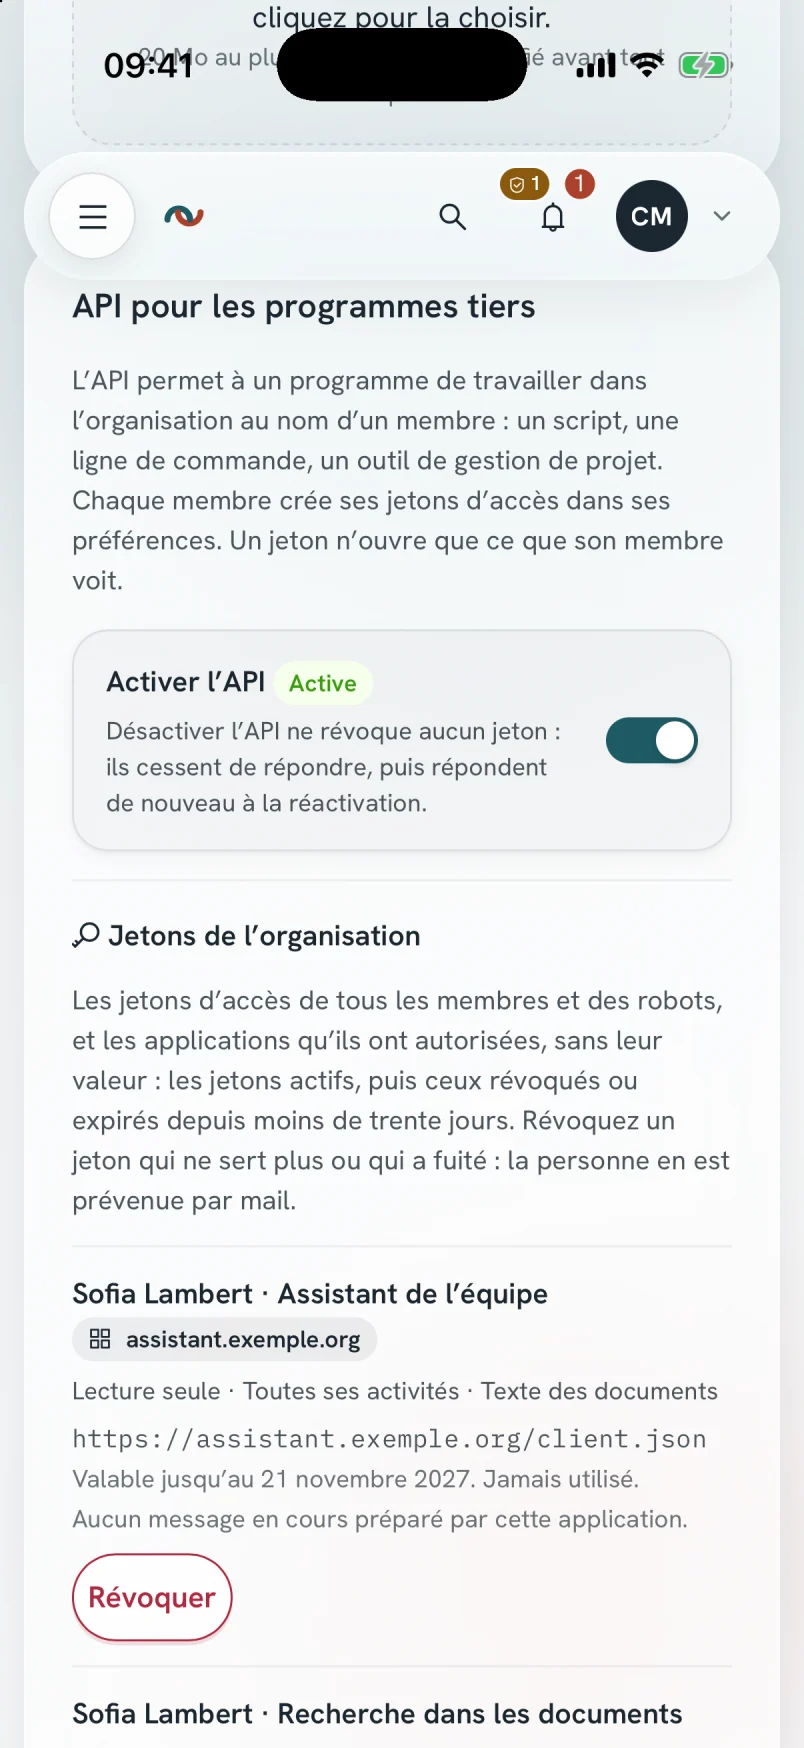 cliquez pour la choisir.
20 Mo au plu
avant tout
09:41
1
1
CM
API pour les programmes tiers
L’API permet à un programme de travailler dans
l’organisation au nom d’un membre : un script, une
ligne de commande, un outil de gestion de projet.
Chaque membre crée ses jetons d’accès dans ses
préférences. Un jeton n’ouvre que ce que son membre
voit.
Activer l’API Active
Désactiver l’API ne révoque aucun jeton :
ils cessent de répondre, puis répondent
de nouveau à la réactivation.
Jetons de l’organisation
Les jetons d’accès de tous les membres et des robots,
et les applications qu’ils ont autorisées, sans leur
valeur : les jetons actifs, puis ceux révoqués ou
expirés depuis moins de trente jours. Révoquez un
jeton qui ne sert plus ou qui a fuité : la personne en est
prévenue par mail.
Sofia Lambert · Assistant de l’équipe
assistant.exemple.org
Lecture seule · Toutes ses activités · Texte des documents
https://assistant.exemple.org/client.json
Valable jusqu’au 21 novembre 2027. Jamais utilisé.
Aucun message en cours préparé par cette application.
Révoquer
Sofia Lambert · Recherche dans les documents